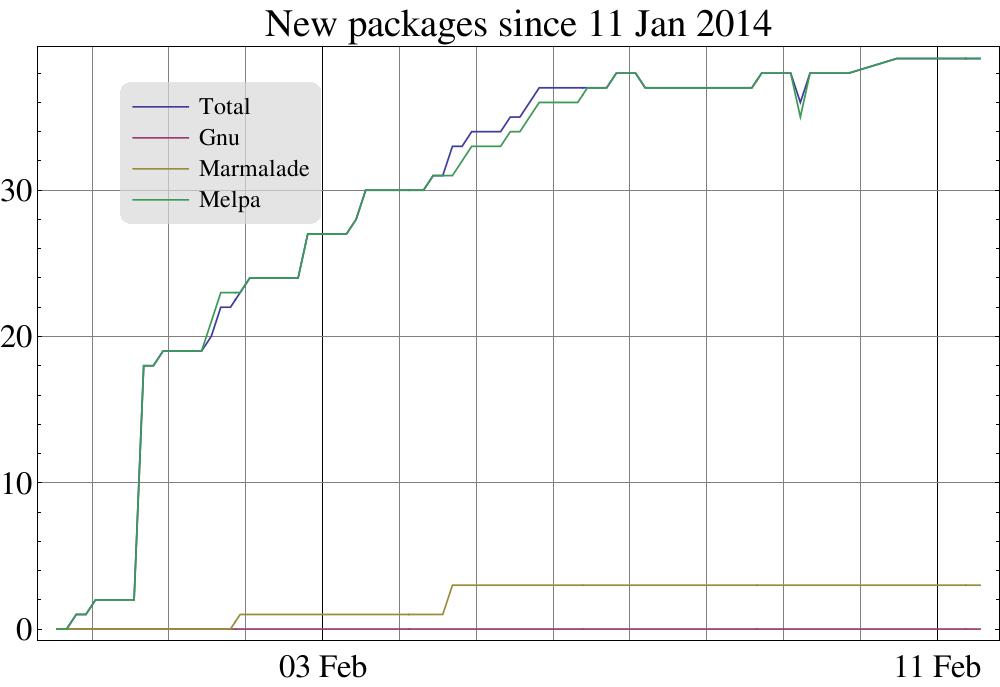 New packages since 11 Jan 2014
Total
Gnu
Marmalade
Melpa
30
20
10
0
03 Feb
11 Feb